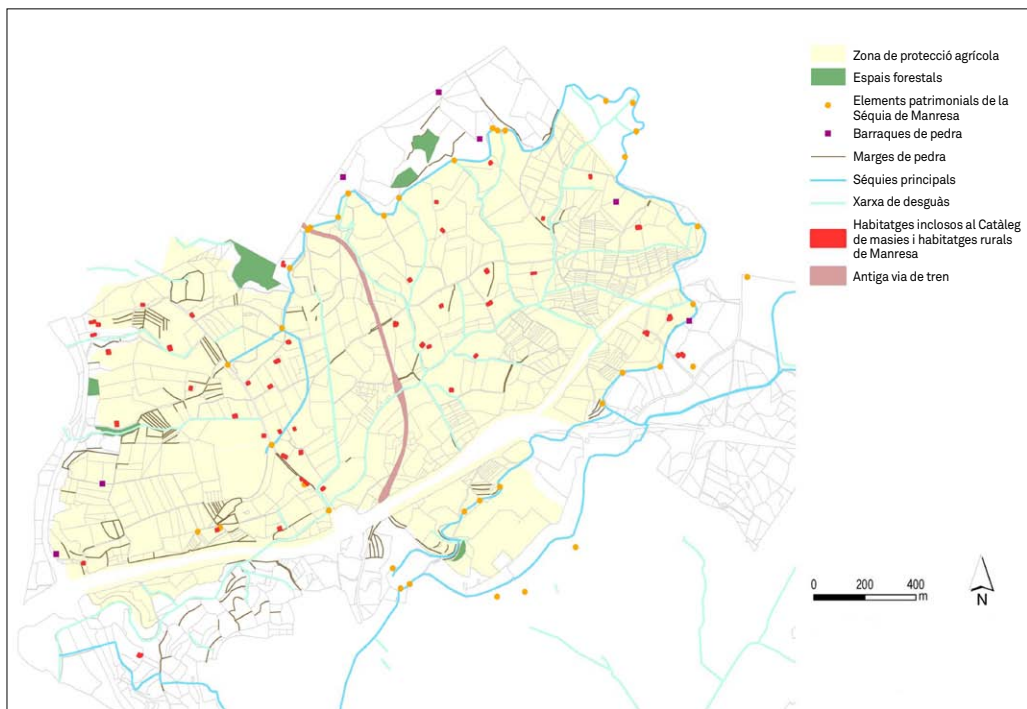 Zona de protecció agrícola
Espais forestals
Elements patrimonials de la
Séquia de Manresa
Barraques de pedra
Marges de pedra
Séquies principals
Xarxa de desguàs
Habitatges inclosos al Catàleg
de masies i habitatges rurals
de Manresa
Antiga via de tren
0 200 400
m
N